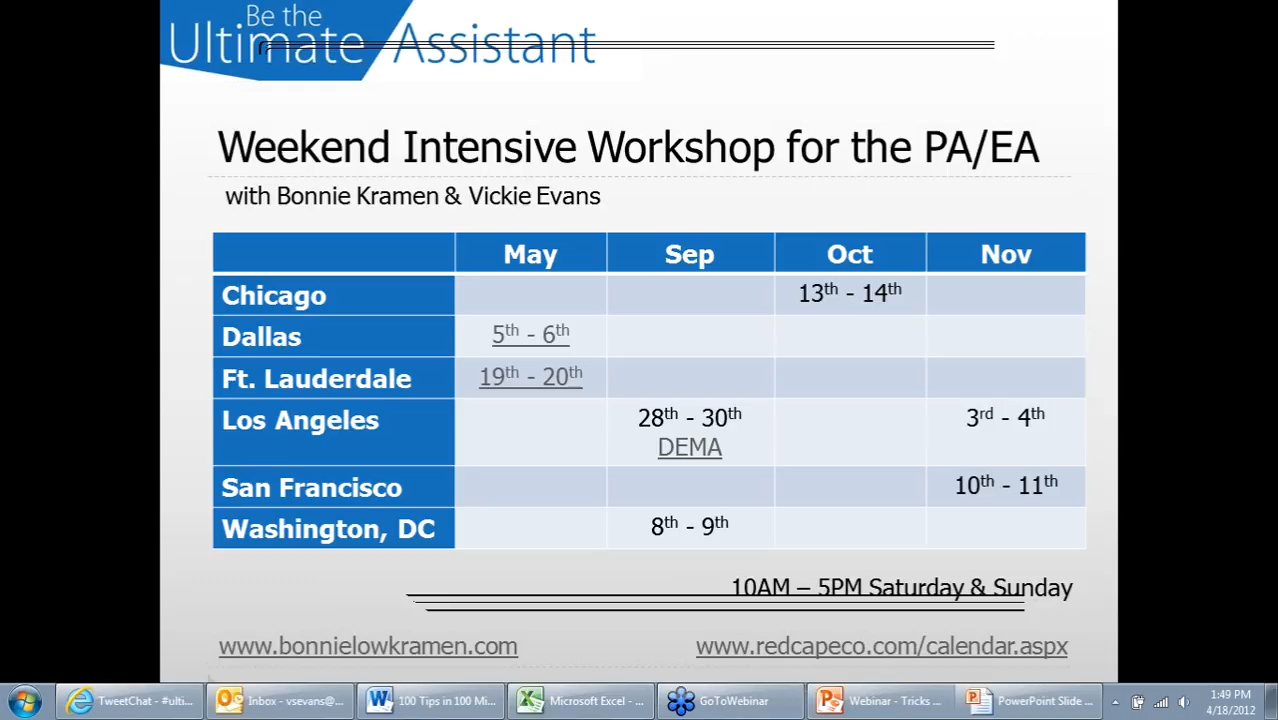 Be the
Ultimate Assistant
Weekend Intensive Workshop for the PA/EA
with Bonnie Kramen & Vickie Evans
May Sep Oct Nov
Chicago 13th - 14th
Dallas 5th - 6th
Ft. Lauderdale 19th - 20th
Los Angeles 28th - 30th 3rd - 4th
DEMA
San Francisco 10th - 11th
Washington, DC 8th - 9th
10AM – 5PM Saturday & Sunday
www.bonnielowkramen.com www.redcapeco.com/calendar.aspx
TweetChat - #ulti... Inbox - vsevans@... 100 Tips in 100 Mi... Microsoft Excel - ... GoToWebinar Webinar - Tricks ... PowerPoint Slide ... 1:49 PM
4/18/2012